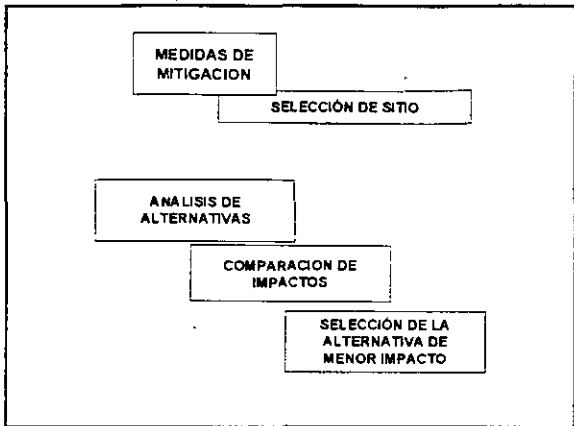 MEDIDAS DE
MITIGACION
SELECCIÓN DE SITIO
ANALISIS DE
ALTERNATIVAS
COMPARACION DE
IMPACTOS
SELECCIÓN DE LA
ALTERNATIVA DE
MENOR IMPACTO